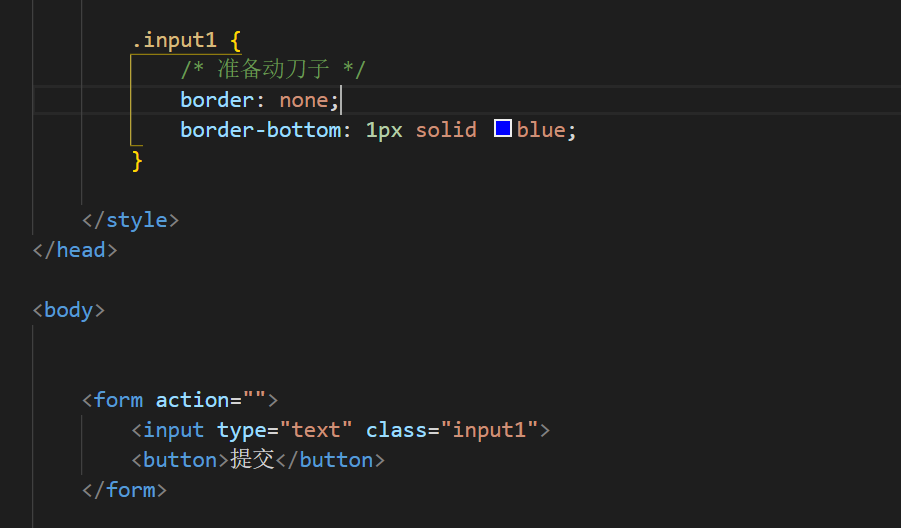 .input1 {
/* 准备动刀子 */
border: none;
border-bottom: 1px solid blue;
}
</style>
</head>
<body>
<form action="">
<input type="text" class="input1">
<button>提交</button>
</form>